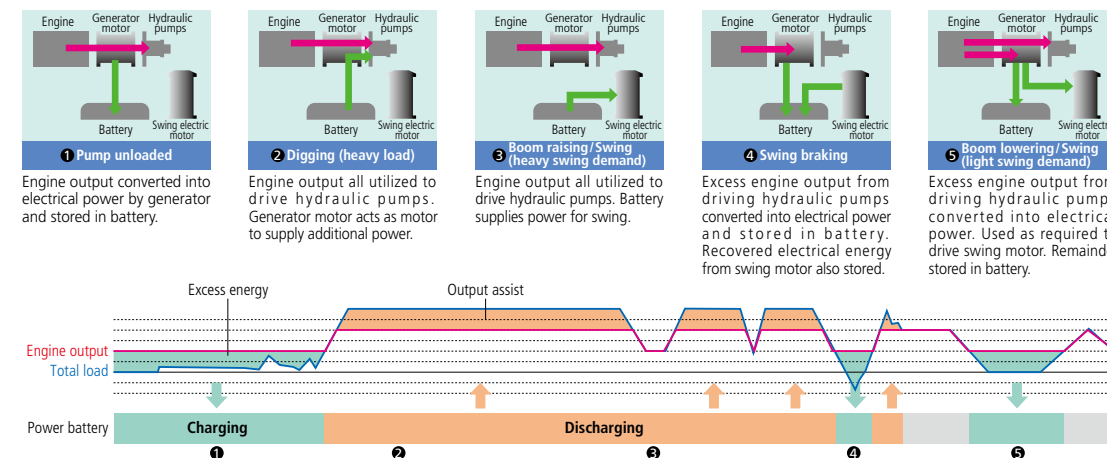 Engine
Generator motor
Hydraulic pumps
Battery
Swing electric motor
❶ Pump unloaded
Engine output converted into
electrical power by generator
and stored in battery.
Engine
Generator motor
Hydraulic pumps
Battery
Swing electric motor
❷ Digging (heavy load)
Engine output all utilized to
drive hydraulic pumps.
Generator motor acts as motor
to supply additional power.
Engine
Generator motor
Hydraulic pumps
Battery
Swing electric motor
❸ Boom raising/Swing
(heavy swing demand)
Engine output all utilized to
drive hydraulic pumps. Battery
supplies power for swing.
Engine
Generator motor
Hydraulic pumps
Battery
Swing electric motor
❹ Swing braking
Excess engine output from
driving hydraulic pumps
converted into electrical power
and stored in battery.
Recovered electrical energy
from swing motor also stored.
Engine
Generator motor
Hydraulic pumps
Battery
Swing electric motor
❺ Boom lowering/Swing
(light swing demand)
Excess engine output from
driving hydraulic
converted into
power. Used as required
drive swing motor.
stored in battery.
Excess energy
Output assist
Engine output
Total load
Power battery
Charging
Discharging
❶ ❷ ❸ ❹ ❺